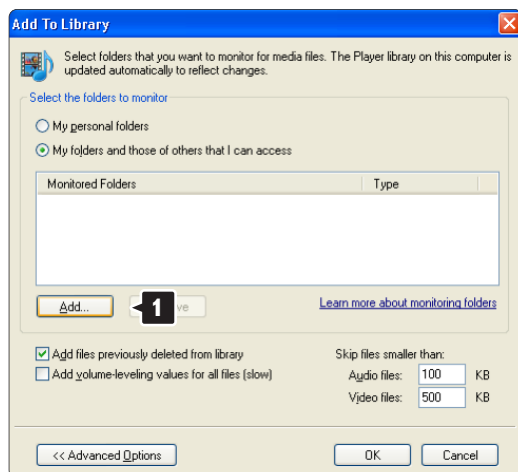 Add To Library
Select folders that you want to monitor for media files. The Player library on this computer is
updated automatically to reflect changes.
Select the folders to monitor
My personal folders
My folders and those of others that I can access
Monitored Folders Type
Add... 1 Learn more about monitoring folders
Add files previously deleted from library
Add volume-leveling values for all files (slow)
Skip files smaller than:
Audio files: 100 KB
Video files: 500 KB
<< Advanced Options OK Cancel